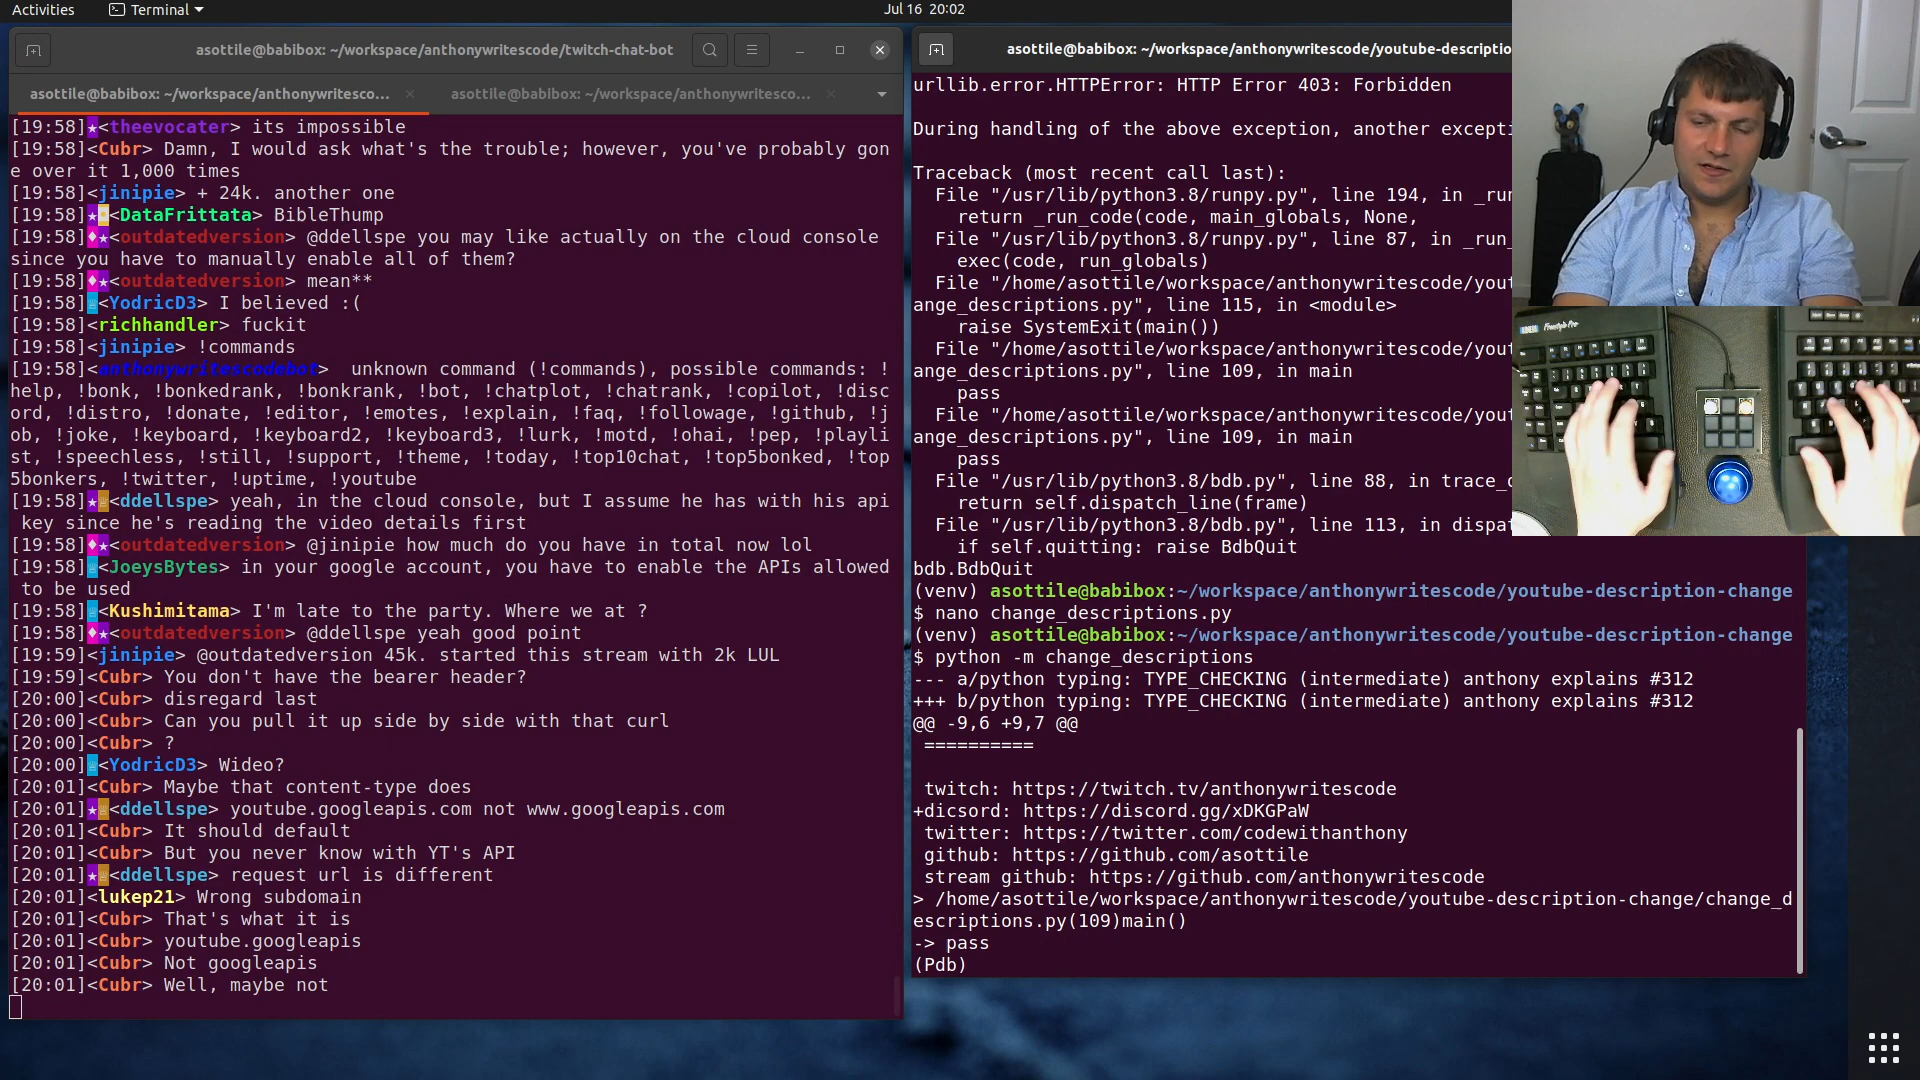 Activities
Terminal
Jul 16  20:02
asottile@babibox: ~/workspace/anthonywritescode/twitch-chat-bot
asottile@babibox: ~/workspace/anthonywritesco...
asottile@babibox: ~/workspace/anthonywritesco...
[19:58]★<theevocater> its impossible
[19:58]<Cubr> Damn, I would ask what's the trouble; however, you've probably gon
e over it 1,000 times
[19:58]<jinipie> + 24k. another one
[19:58]★<DataFrittata> BibleThump
[19:58]♦★<outdatedversion> @ddellspe you may like actually on the cloud console
since you have to manually enable all of them?
[19:58]♦★<outdatedversion> mean**
[19:58]<YodricD3> I believed :(
[19:58]<richhandler> fuckit
[19:58]<jinipie> !commands
[19:58]<anthonywritescodebot>  unknown command (!commands), possible commands: !
help, !bonk, !bonkedrank, !bonkrank, !bot, !chatplot, !chatrank, !copilot, !disc
ord, !distro, !donate, !editor, !emotes, !explain, !faq, !followage, !github, !j
ob, !joke, !keyboard, !keyboard2, !keyboard3, !lurk, !motd, !ohai, !pep, !playli
st, !speechless, !still, !support, !theme, !today, !top10chat, !top5bonked, !top
5bonkers, !twitter, !uptime, !youtube
[19:58]★<ddellspe> yeah, in the cloud console, but I assume he has with his api
key since he's reading the video details first
[19:58]♦★<outdatedversion> @jinipie how much do you have in total now lol
[19:58]<JoeysBytes> in your google account, you have to enable the APIs allowed
to be used
[19:58]<Kushimitama> I'm late to the party. Where we at ?
[19:58]♦★<outdatedversion> @ddellspe yeah good point
[19:59]<jinipie> @outdatedversion 45k. started this stream with 2k LUL
[19:59]<Cubr> You don't have the bearer header?
[20:00]<Cubr> disregard last
[20:00]<Cubr> Can you pull it up side by side with that curl
[20:00]<Cubr> ?
[20:00]<YodricD3> Wideo?
[20:01]<Cubr> Maybe that content-type does
[20:01]★<ddellspe> youtube.googleapis.com not www.googleapis.com
[20:01]<Cubr> It should default
[20:01]<Cubr> But you never know with YT's API
[20:01]★<ddellspe> request url is different
[20:01]<lukep21> Wrong subdomain
[20:01]<Cubr> That's what it is
[20:01]<Cubr> youtube.googleapis
[20:01]<Cubr> Not googleapis
[20:01]<Cubr> Well, maybe not
asottile@babibox: ~/workspace/anthonywritescode/youtube-descriptio
urllib.error.HTTPError: HTTP Error 403: Forbidden
During handling of the above exception, another excepti
Traceback (most recent call last):
File "/usr/lib/python3.8/runpy.py", line 194, in _run
return _run_code(code, main_globals, None,
File "/usr/lib/python3.8/runpy.py", line 87, in _run_
exec(code, run_globals)
File "/home/asottile/workspace/anthonywritescode/yout
ange_descriptions.py", line 115, in <module>
raise SystemExit(main())
File "/home/asottile/workspace/anthonywritescode/yout
ange_descriptions.py", line 109, in main
pass
File "/home/asottile/workspace/anthonywritescode/yout
ange_descriptions.py", line 109, in main
pass
File "/usr/lib/python3.8/bdb.py", line 88, in trace_d
return self.dispatch_line(frame)
File "/usr/lib/python3.8/bdb.py", line 113, in dispat
if self.quitting: raise BdbQuit
bdb.BdbQuit
(venv) asottile@babibox:~/workspace/anthonywritescode/youtube-description-change
$ nano change_descriptions.py
(venv) asottile@babibox:~/workspace/anthonywritescode/youtube-description-change
$ python -m change_descriptions
--- a/python typing: TYPE_CHECKING (intermediate) anthony explains #312
+++ b/python typing: TYPE_CHECKING (intermediate) anthony explains #312
@@ -9,6 +9,7 @@
==========
twitch: https://twitch.tv/anthonywritescode
+dicsord: https://discord.gg/xDKGPaW
twitter: https://twitter.com/codewithanthony
github: https://github.com/asottile
stream github: https://github.com/anthonywritescode
> /home/asottile/workspace/anthonywritescode/youtube-description-change/change_d
escriptions.py(109)main()
-> pass
(Pdb)
Freestyle Pro